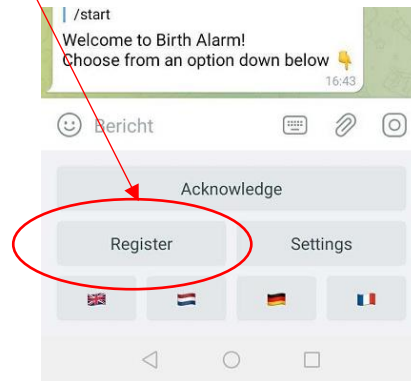 /start
Welcome to Birth Alarm!
Choose from an option down below 👇
16:43
Bericht
Acknowledge
Register Settings